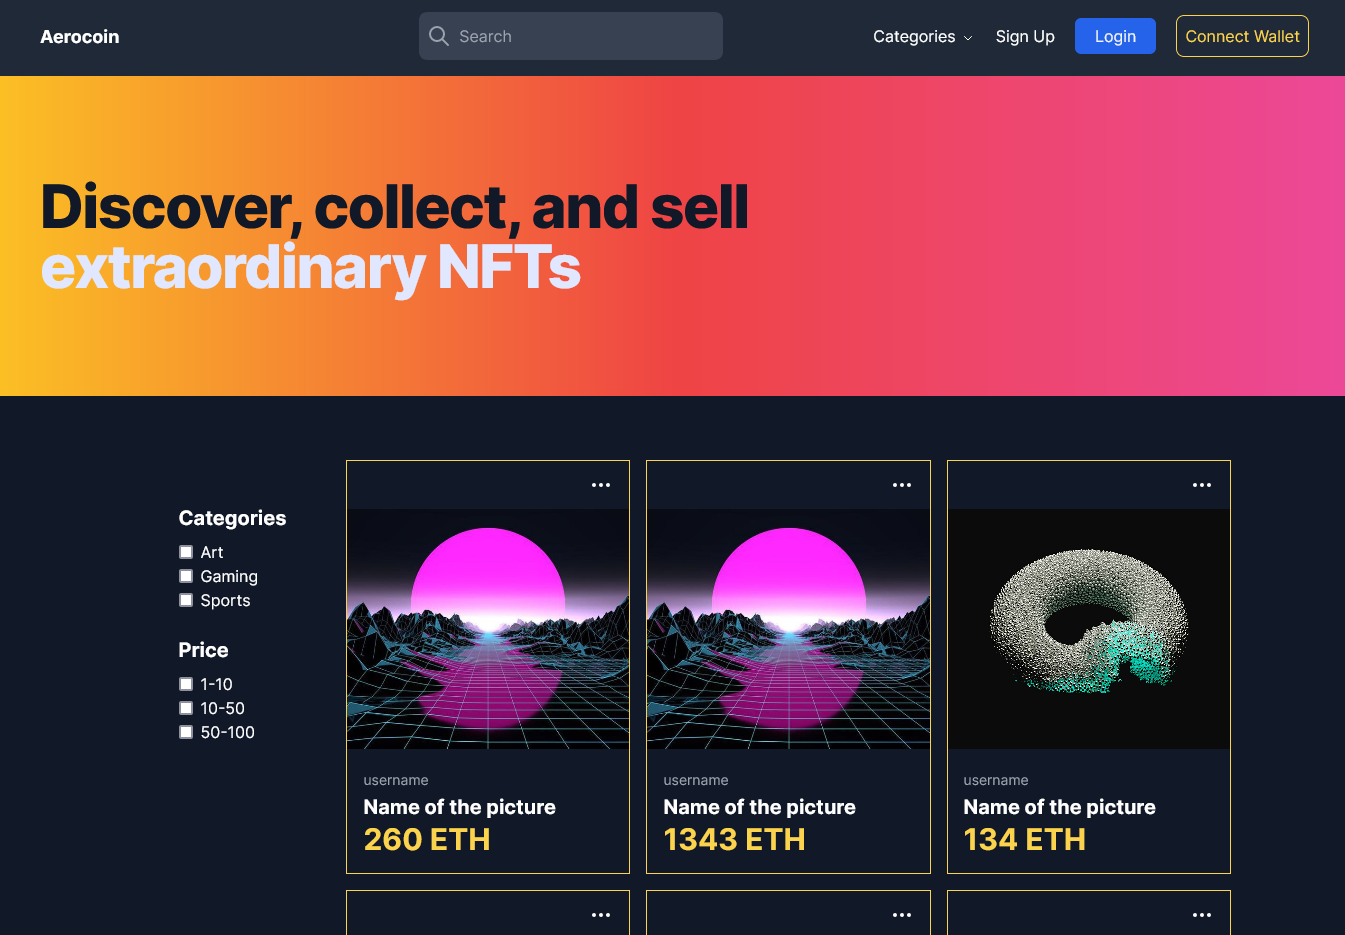 Aerocoin
Search
Categories
Sign Up
Login
Connect Wallet
Discover, collect, and sell
extraordinary NFTs
Categories
Art
Gaming
Sports
Price
1-10
10-50
50-100
username
Name of the picture
260 ETH
username
Name of the picture
1343 ETH
username
Name of the picture
134 ETH